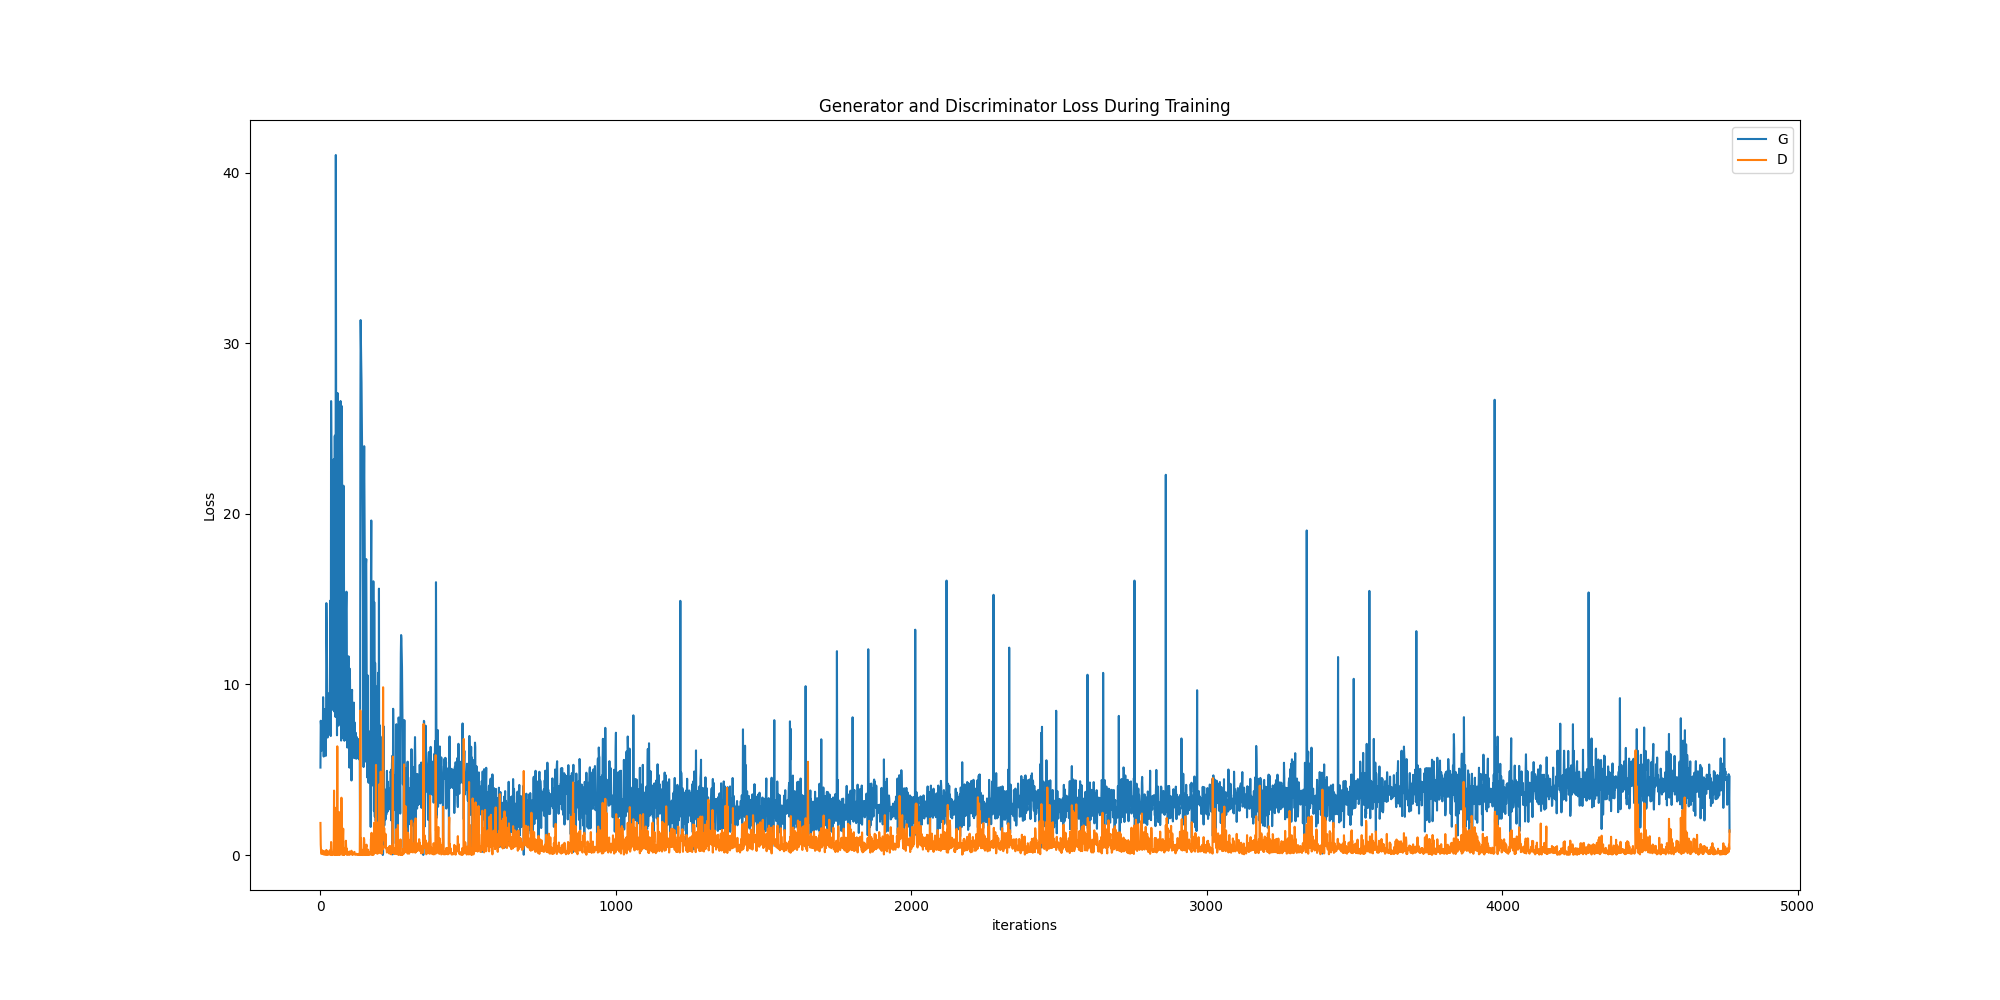 Generator and Discriminator Loss During Training
G
D
40
30
20
10
0
Loss
0 1000 2000 3000 4000 5000
iterations